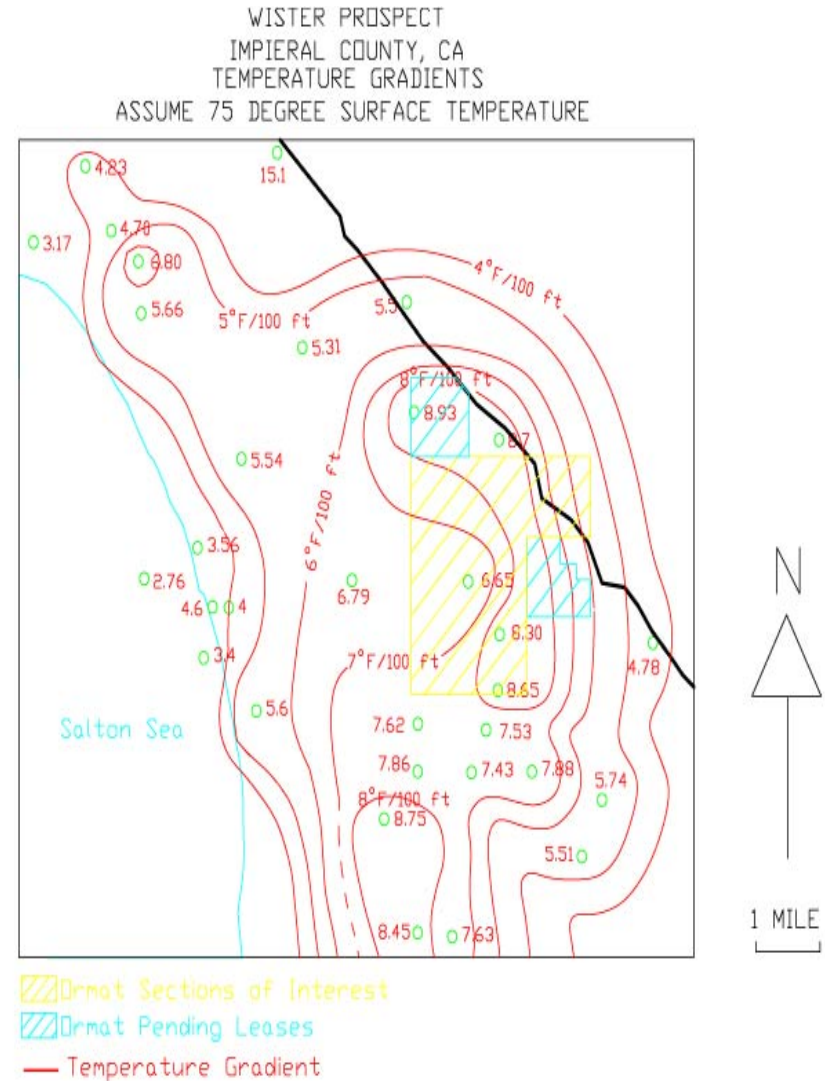 WISTER PROSPECT
IMPIERAL COUNTY, CA
TEMPERATURE GRADIENTS
ASSUME 75 DEGREE SURFACE TEMPERATURE
4.83
15.1
4.70
3.17
6.80
4°F/100 ft
5.66
5.5
5°F/100 ft
5.31
8°F/100 ft
8.93
8.7
5.54
6°F/100 ft
3.56
2.76
6.79
6.65
4.6
4
8.30
3.4
7°F/100 ft
4.78
8.65
5.6
Salton Sea
7.62
7.53
7.86
7.43
7.88
5.74
8°F/100 ft
8.75
5.51
8.45
7.63
N
1 MILE
Ormat Sections of Interest
Ormat Pending Leases
Temperature Gradient